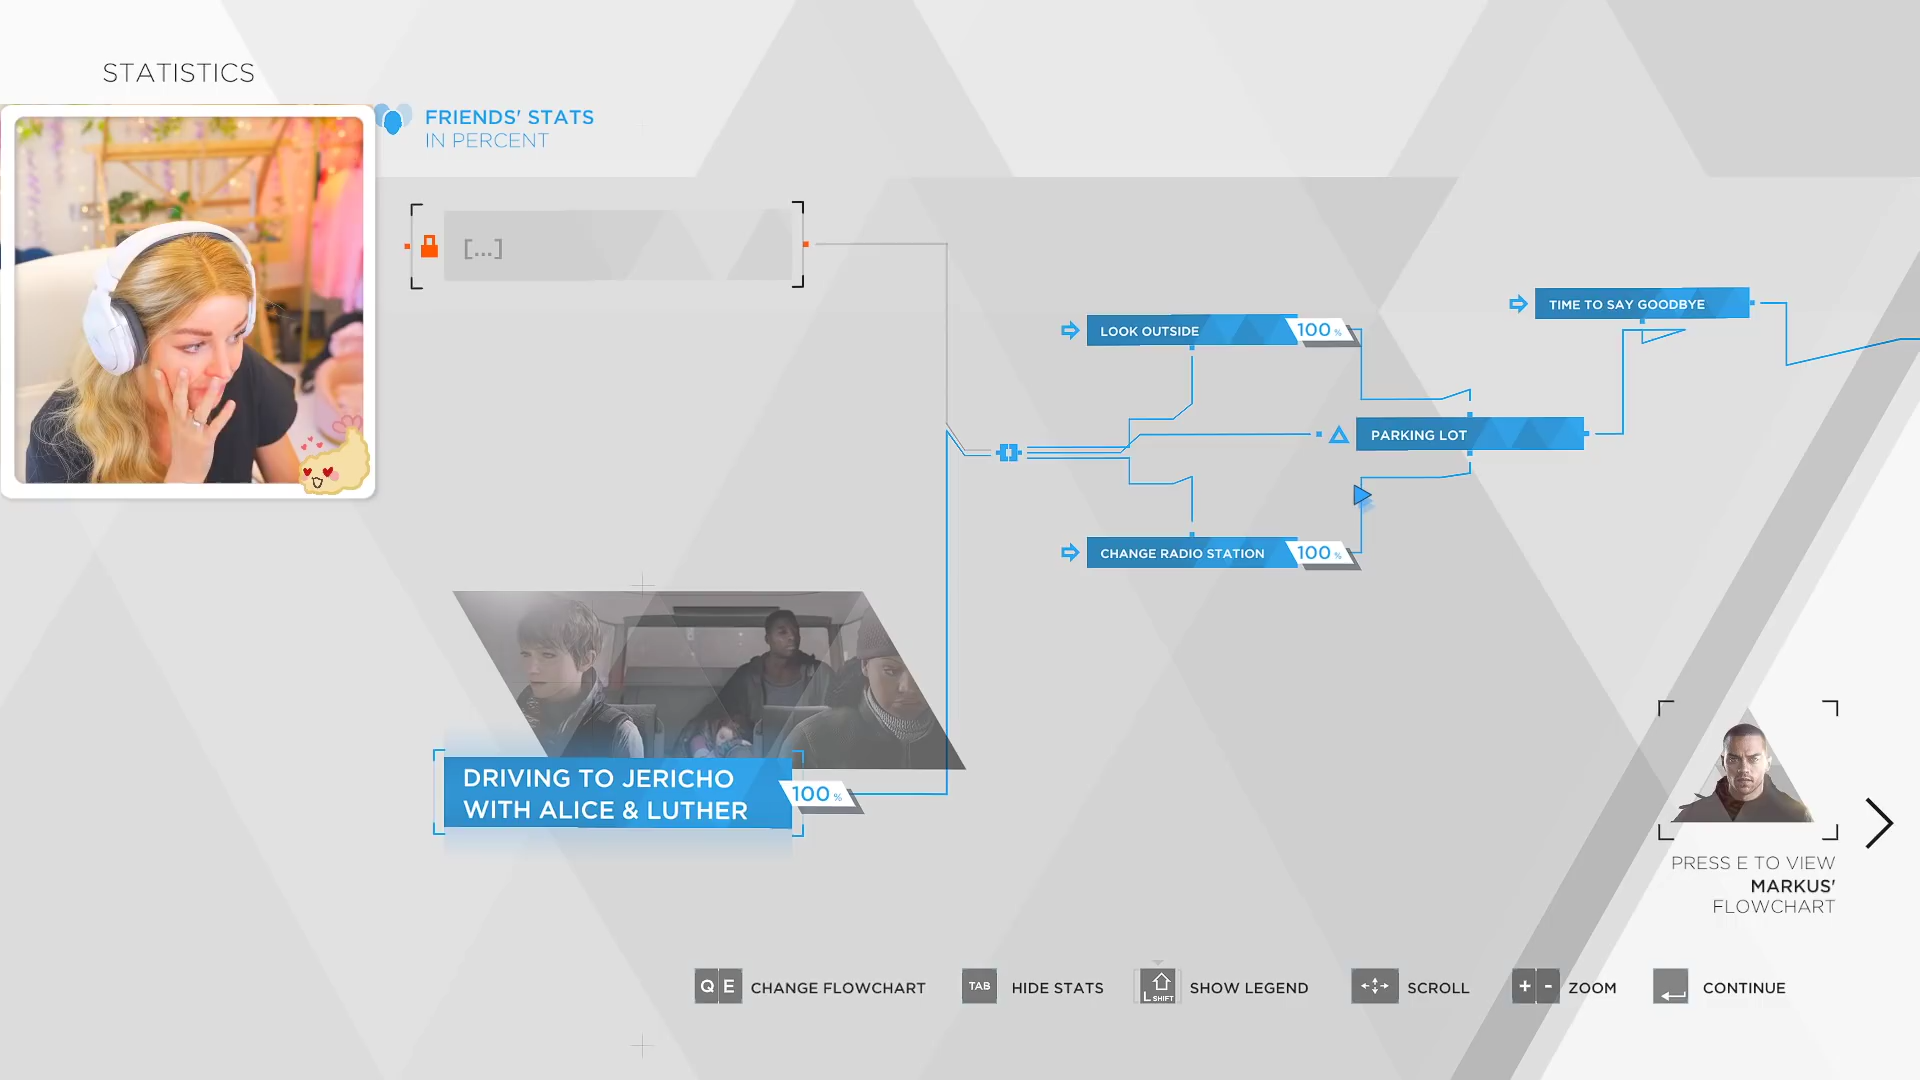 STATISTICS
FRIENDS' STATS
IN PERCENT
[...]
LOOK OUTSIDE 100 %
TIME TO SAY GOODBYE
PARKING LOT
CHANGE RADIO STATION 100 %
DRIVING TO JERICHO
WITH ALICE & LUTHER
100 %
PRESS E TO VIEW
MARKUS'
FLOWCHART
Q E CHANGE FLOWCHART TAB HIDE STATS L SHIFT SHOW LEGEND SCROLL + - ZOOM CONTINUE